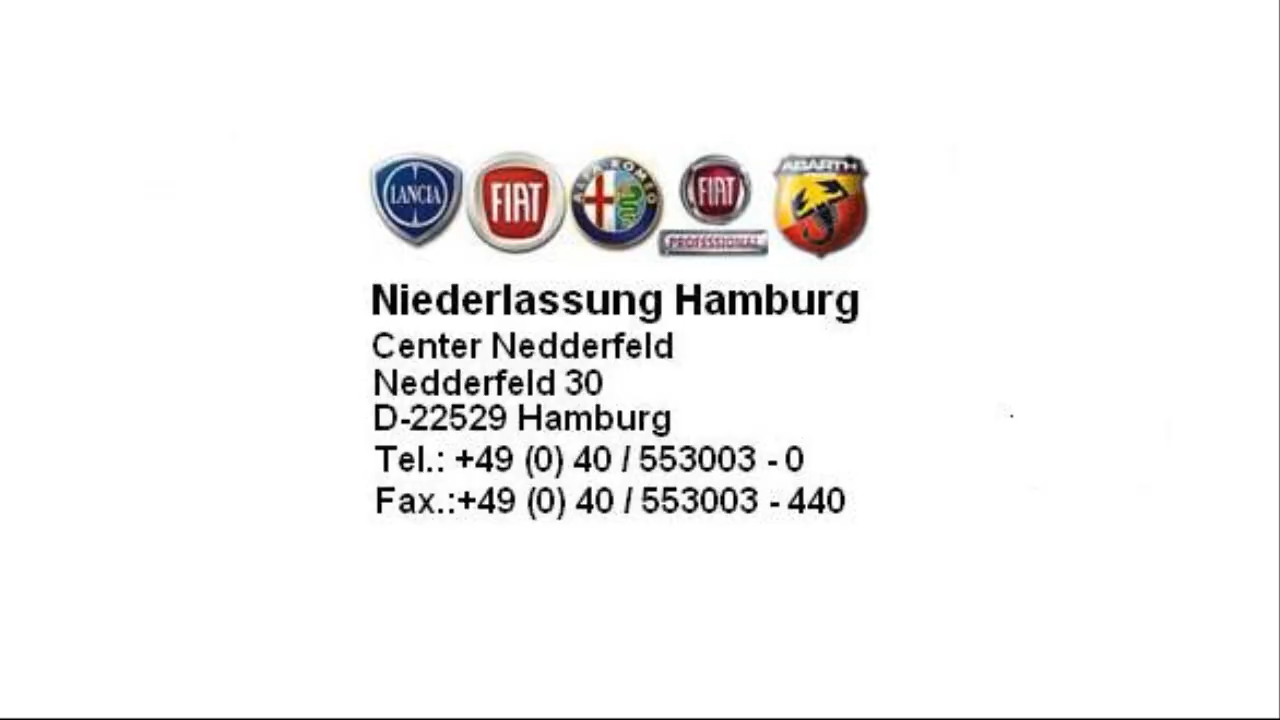 LANCIA FIAT ALFA ROMEO FIAT ABARTH
PROFESSIONAL
Niederlassung Hamburg
Center Nedderfeld
Nedderfeld 30
D-22529 Hamburg
Tel.: +49 (0) 40 / 553003 - 0
Fax.:+49 (0) 40 / 553003 - 440